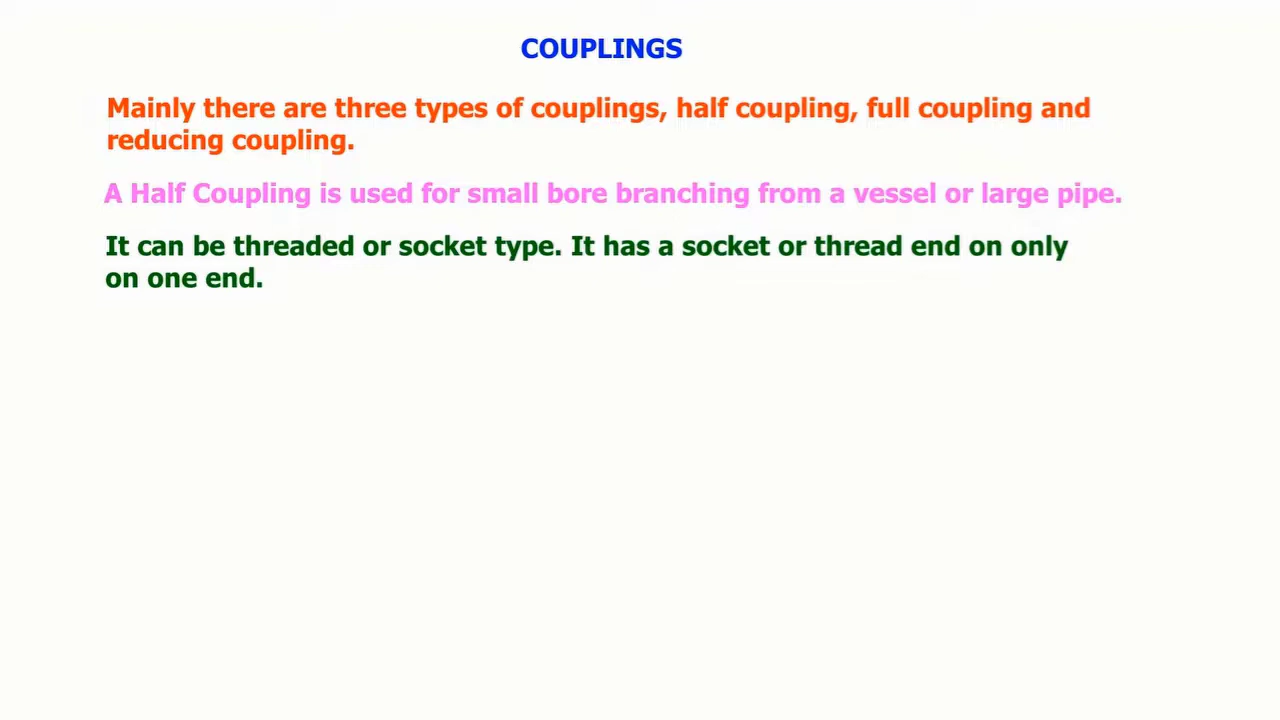 COUPLINGS
Mainly there are three types of couplings, half coupling, full coupling and
reducing coupling.
A Half Coupling is used for small bore branching from a vessel or large pipe.
It can be threaded or socket type. It has a socket or thread end on only
on one end.